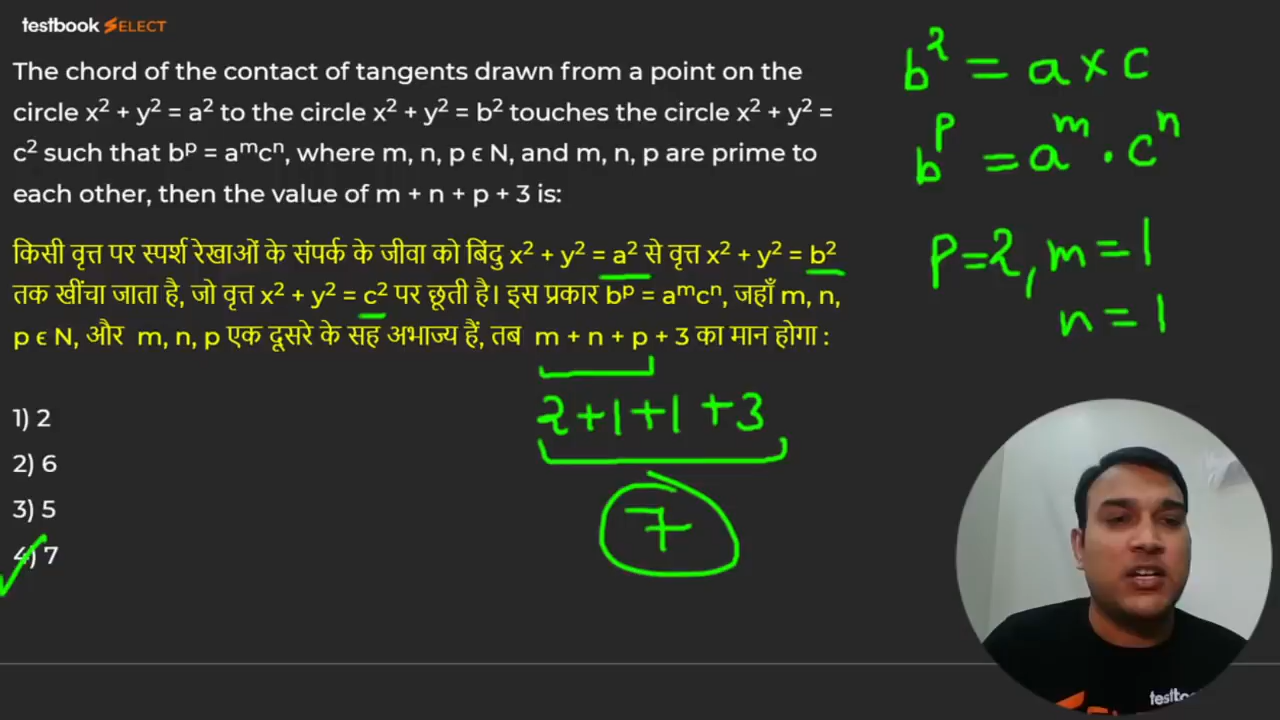 testbook SELECT
The chord of the contact of tangents drawn from a point on the
circle x² + y² = a² to the circle x² + y² = b² touches the circle x² + y² =
c² such that bᵖ = aᵐcⁿ, where m, n, p ϵ N, and m, n, p are prime to
each other, then the value of m + n + p + 3 is:
किसी वृत्त पर स्पर्श रेखाओं के संपर्क के जीवा को बिंदु x² + y² = a² से वृत्त x² + y² = b²
तक खींचा जाता है, जो वृत्त x² + y² = c² पर छूती है। इस प्रकार bᵖ = aᵐcⁿ, जहाँ m, n,
p ϵ N, और m, n, p एक दूसरे के सह अभाज्य हैं, तब m + n + p + 3 का मान होगा :
1) 2
2) 6
3) 5
4) 7
b² = a × c
bᵖ = aᵐ . cⁿ
P = 2, m = 1
n = 1
2 + 1 + 1 + 3
7